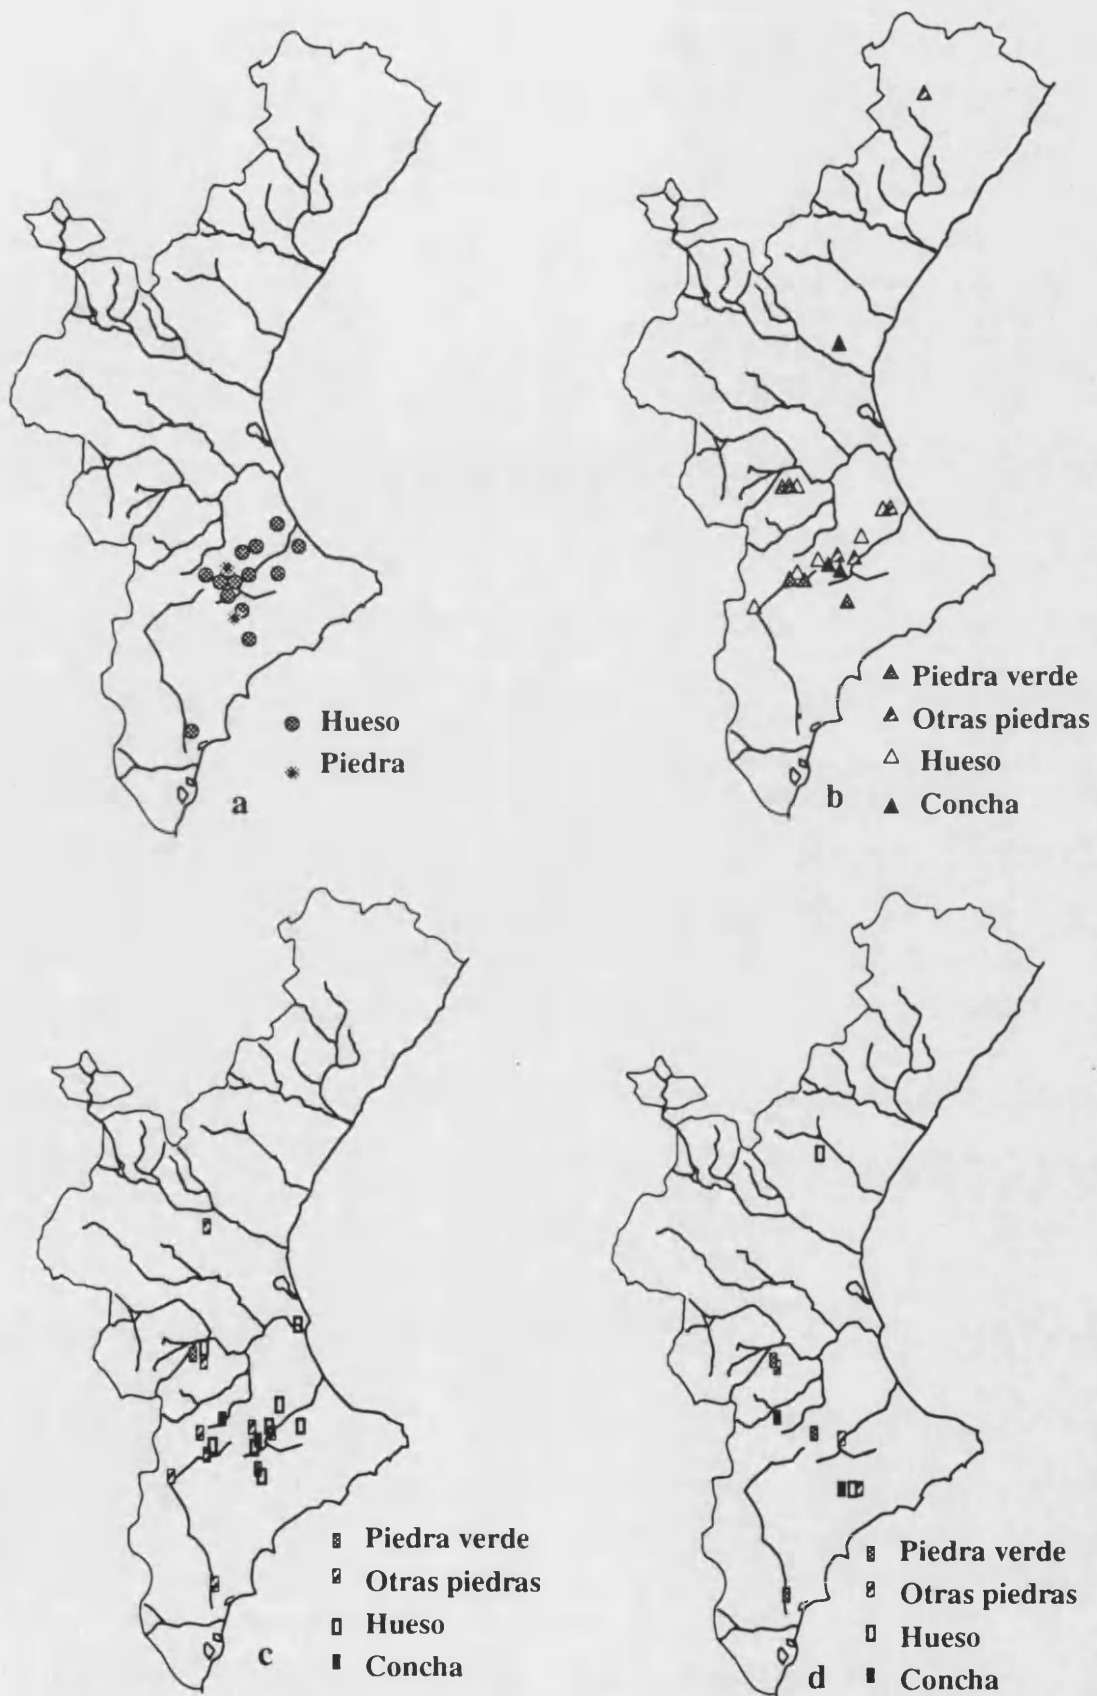 Hueso
Piedra
a
Piedra verde
Otras piedras
Hueso
Concha
b
Piedra verde
Otras piedras
Hueso
Concha
c
Piedra verde
Otras piedras
Hueso
Concha
d